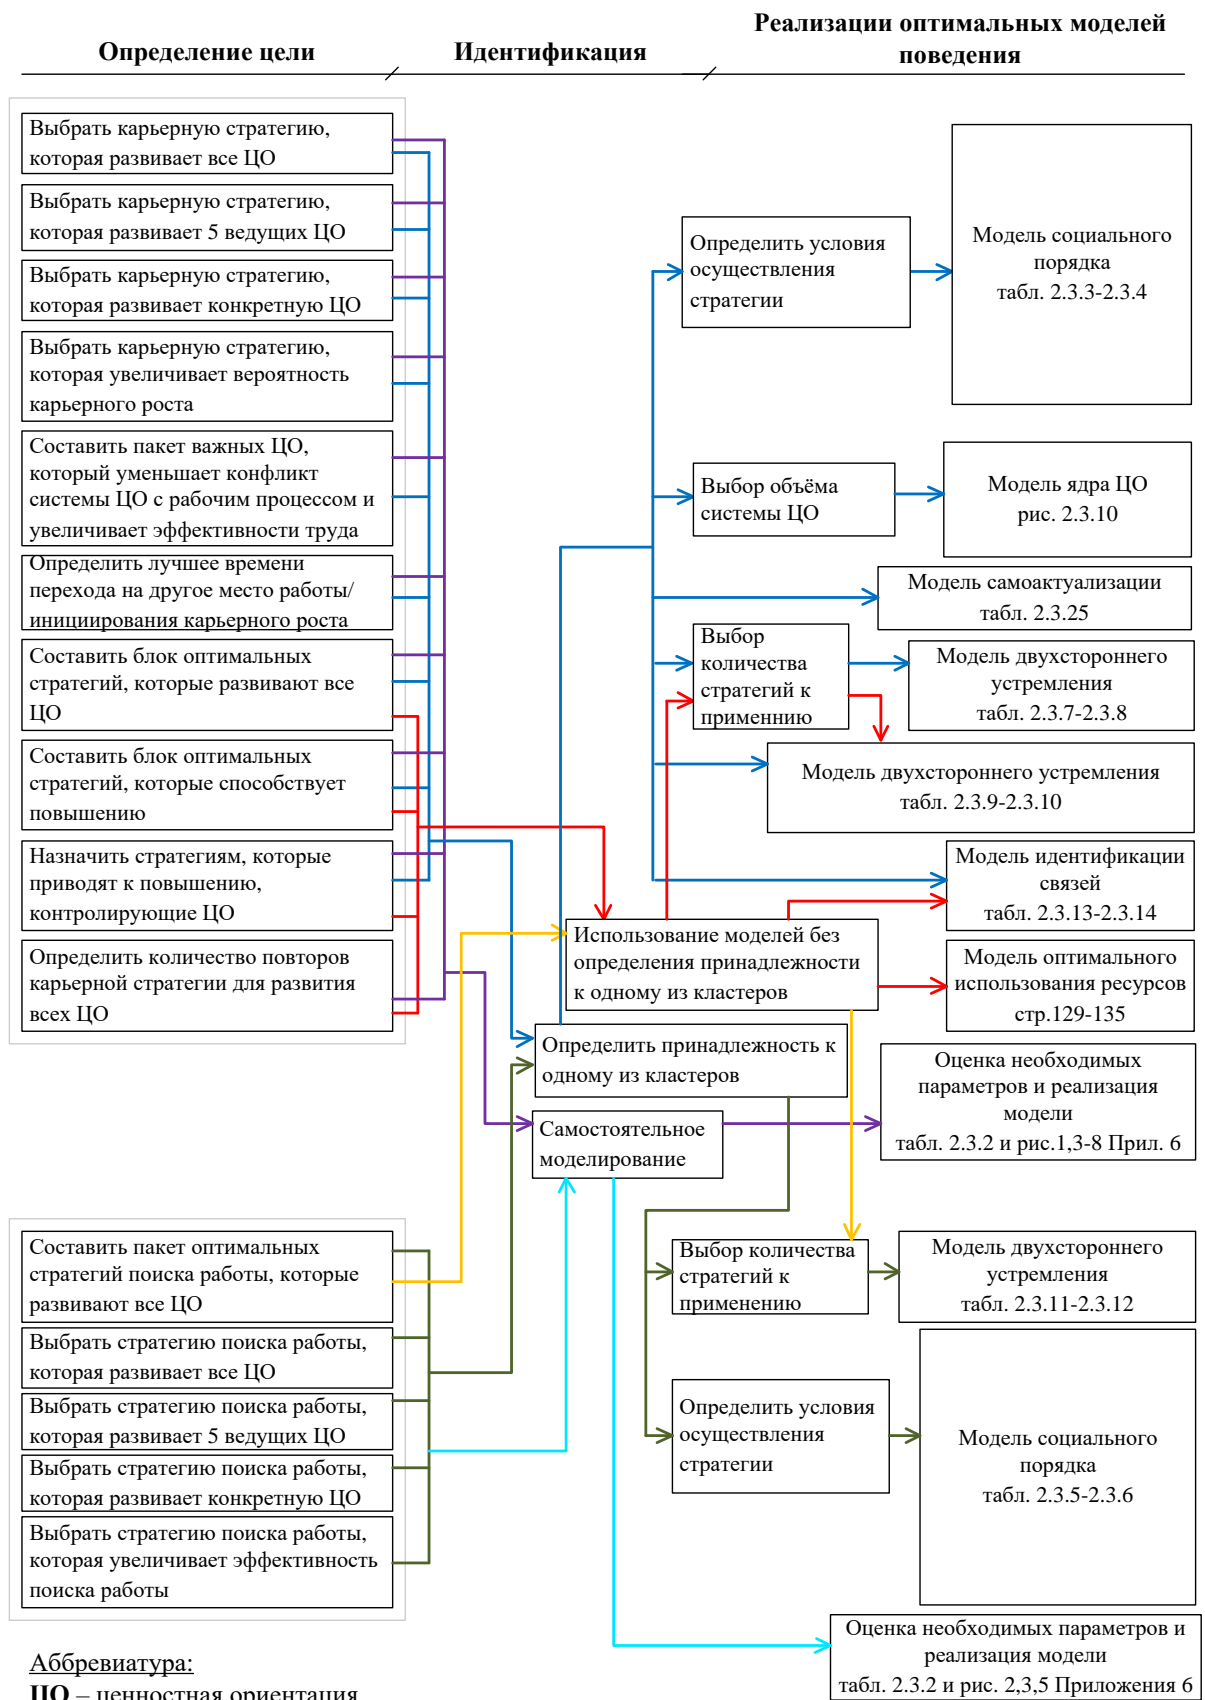 Определение цели
Идентификация
Реализации оптимальных моделей
поведения
Выбрать карьерную стратегию,
которая развивает все ЦО
Выбрать карьерную стратегию,
которая развивает 5 ведущих ЦО
Выбрать карьерную стратегию,
которая развивает конкретную ЦО
Выбрать карьерную стратегию,
которая увеличивает вероятность
карьерного роста
Составить пакет важных ЦО,
который уменьшает конфликт
системы ЦО с рабочим процессом и
увеличивает эффективности труда
Определить лучшее времени
перехода на другое место работы/
инициирования карьерного роста
Составить блок оптимальных
стратегий, которые развивают все
ЦО
Составить блок оптимальных
стратегий, которые способствует
повышению
Назначить стратегиям, которые
приводят к повышению,
контролирующие ЦО
Определить количество повторов
карьерной стратегии для развития
всех ЦО
Составить пакет оптимальных
стратегий поиска работы, которые
развивают все ЦО
Выбрать стратегию поиска работы,
которая развивает все ЦО
Выбрать стратегию поиска работы,
которая развивает 5 ведущих ЦО
Выбрать стратегию поиска работы,
которая развивает конкретную ЦО
Выбрать стратегию поиска работы,
которая увеличивает эффективность
поиска работы
Использование моделей без
определения принадлежности
к одному из кластеров
Определить принадлежность к
одному из кластеров
Самостоятельное
моделирование
Определить условия
осуществления
стратегии
Модель социального
порядка
табл. 2.3.3-2.3.4
Выбор объёма
системы ЦО
Модель ядра ЦО
рис. 2.3.10
Модель самоактуализации
табл. 2.3.25
Выбор
количества
стратегий к
применнию
Модель двухстороннего
устремления
табл. 2.3.7-2.3.8
Модель двухстороннего устремления
табл. 2.3.9-2.3.10
Модель идентификации
связей
табл. 2.3.13-2.3.14
Модель оптимального
использования ресурсов
стр.129-135
Оценка необходимых
параметров и реализация
модели
табл. 2.3.2 и рис.1,3-8 Прил. 6
Выбор количества
стратегий к
применению
Модель двухстороннего
устремления
табл. 2.3.11-2.3.12
Определить условия
осуществления
стратегии
Модель социального
порядка
табл. 2.3.5-2.3.6
Оценка необходимых параметров и
реализация модели
табл. 2.3.2 и рис. 2,3,5 Приложения 6
Аббревиатура:
ЦО – ценностная ориентация